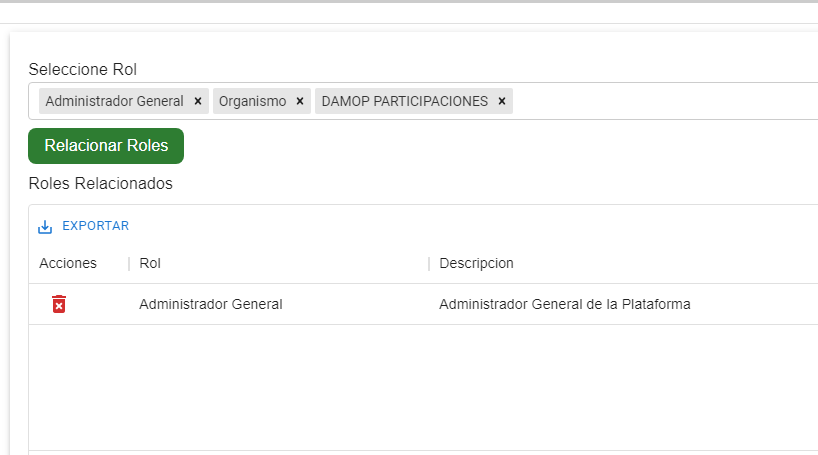 Seleccione Rol
Administrador General × Organismo × DAMOP PARTICIPACIONES ×
Relacionar Roles
Roles Relacionados
EXPORTAR
Acciones Rol Descripcion
Administrador General Administrador General de la Plataforma